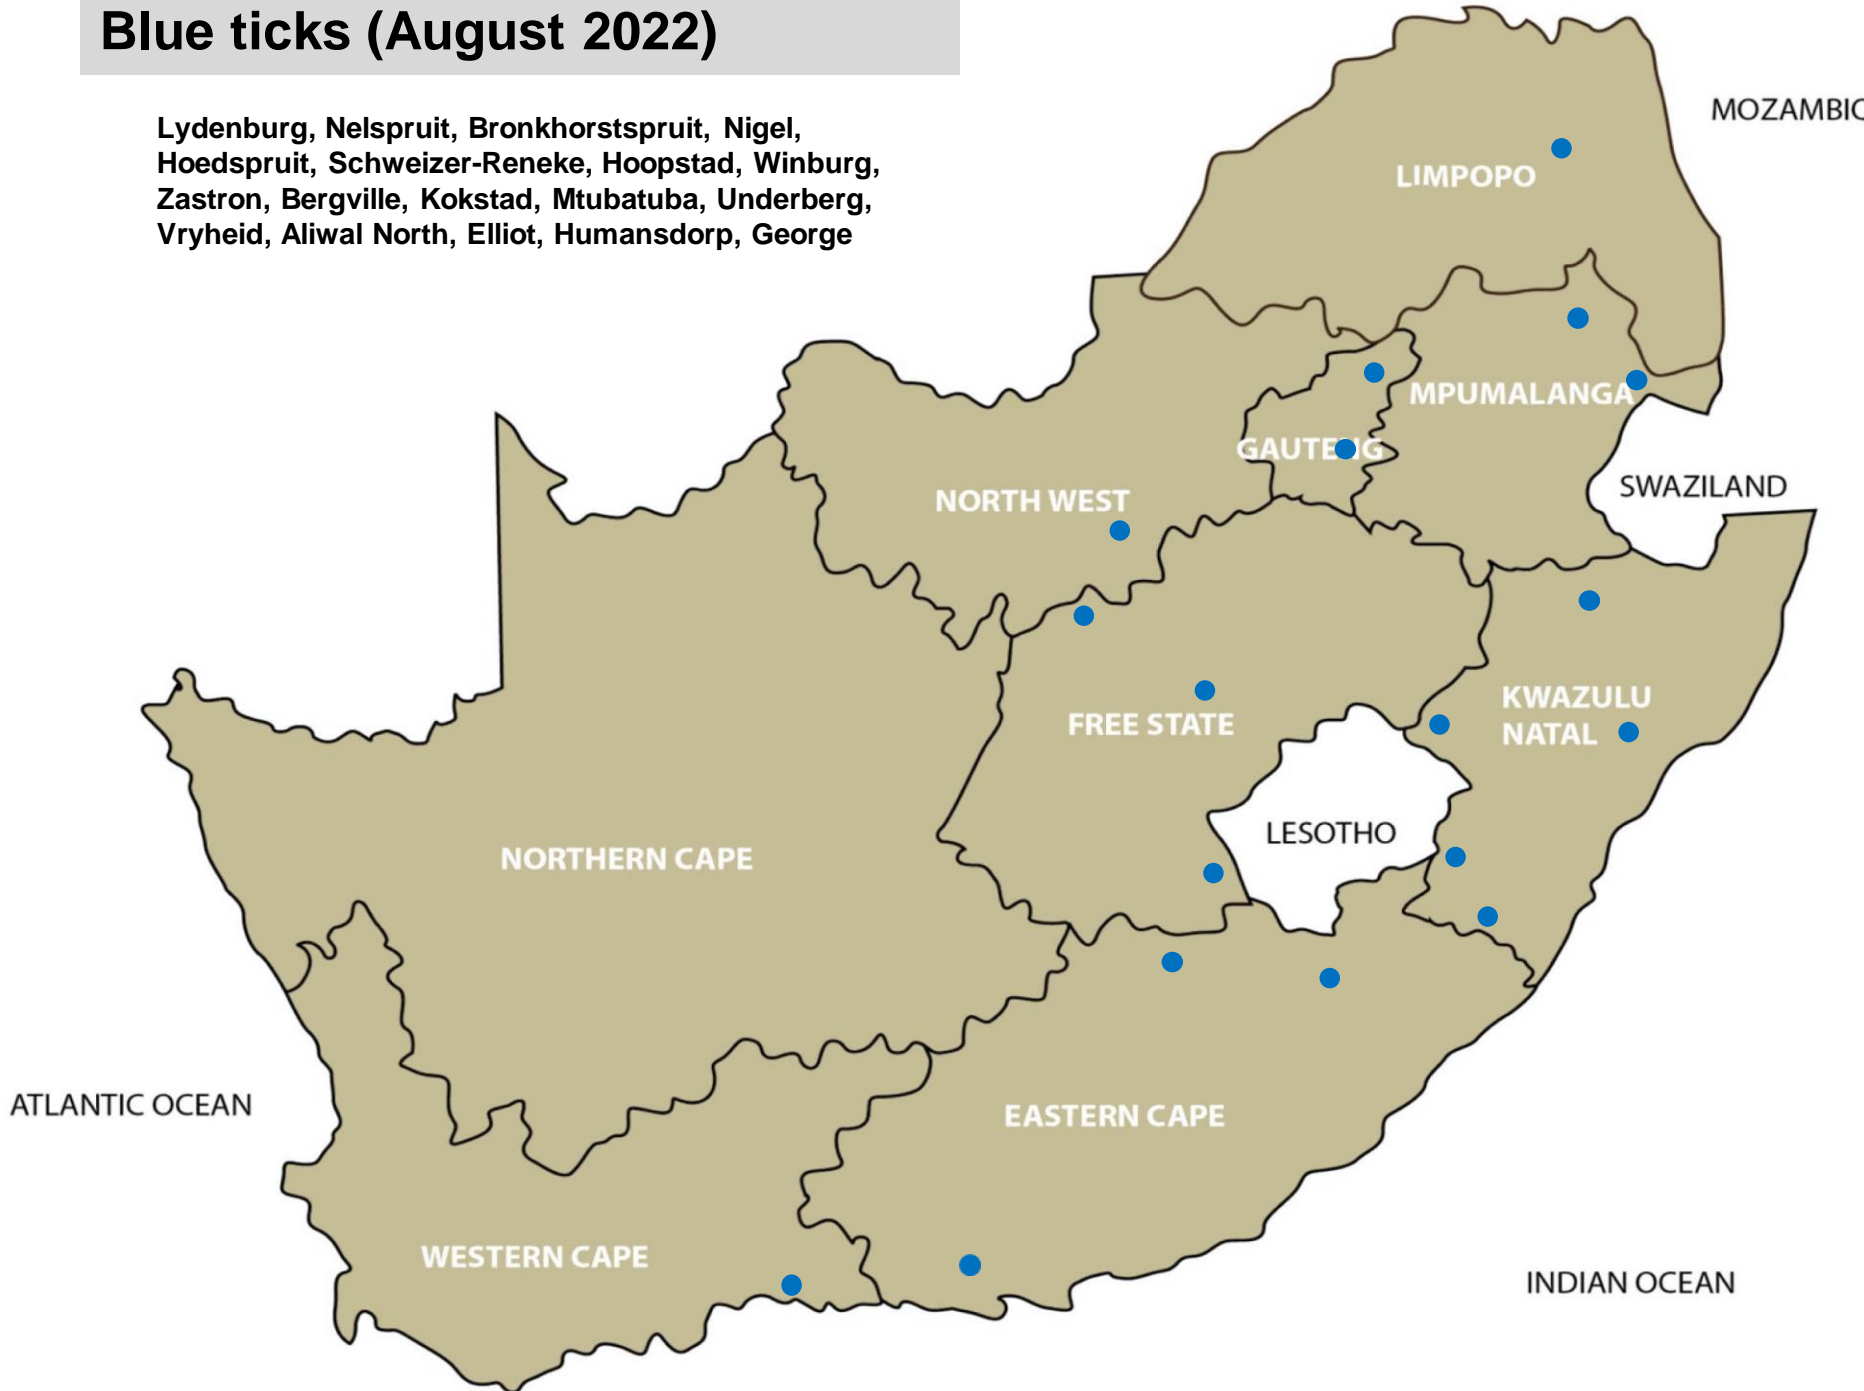 Blue ticks (August 2022)
Lydenburg, Nelspruit, Bronkhorstspruit, Nigel,
Hoedspruit, Schweizer-Reneke, Hoopstad, Winburg,
Zastron, Bergville, Kokstad, Mtubatuba, Underberg,
Vryheid, Aliwal North, Elliot, Humansdorp, George
MOZAMBIQ
LIMPOPO
MPUMALANGA
GAUTENG
SWAZILAND
NORTH WEST
KWAZULU
NATAL
FREE STATE
LESOTHO
NORTHERN CAPE
ATLANTIC OCEAN
EASTERN CAPE
WESTERN CAPE
INDIAN OCEAN